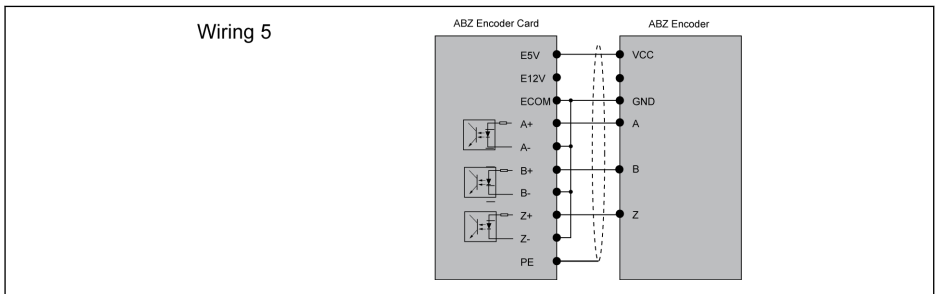 Wiring 5
ABZ Encoder Card
ABZ Encoder
E5V
VCC
E12V
ECOM
GND
A+
A
A-
B+
B
B-
Z+
Z
Z-
PE